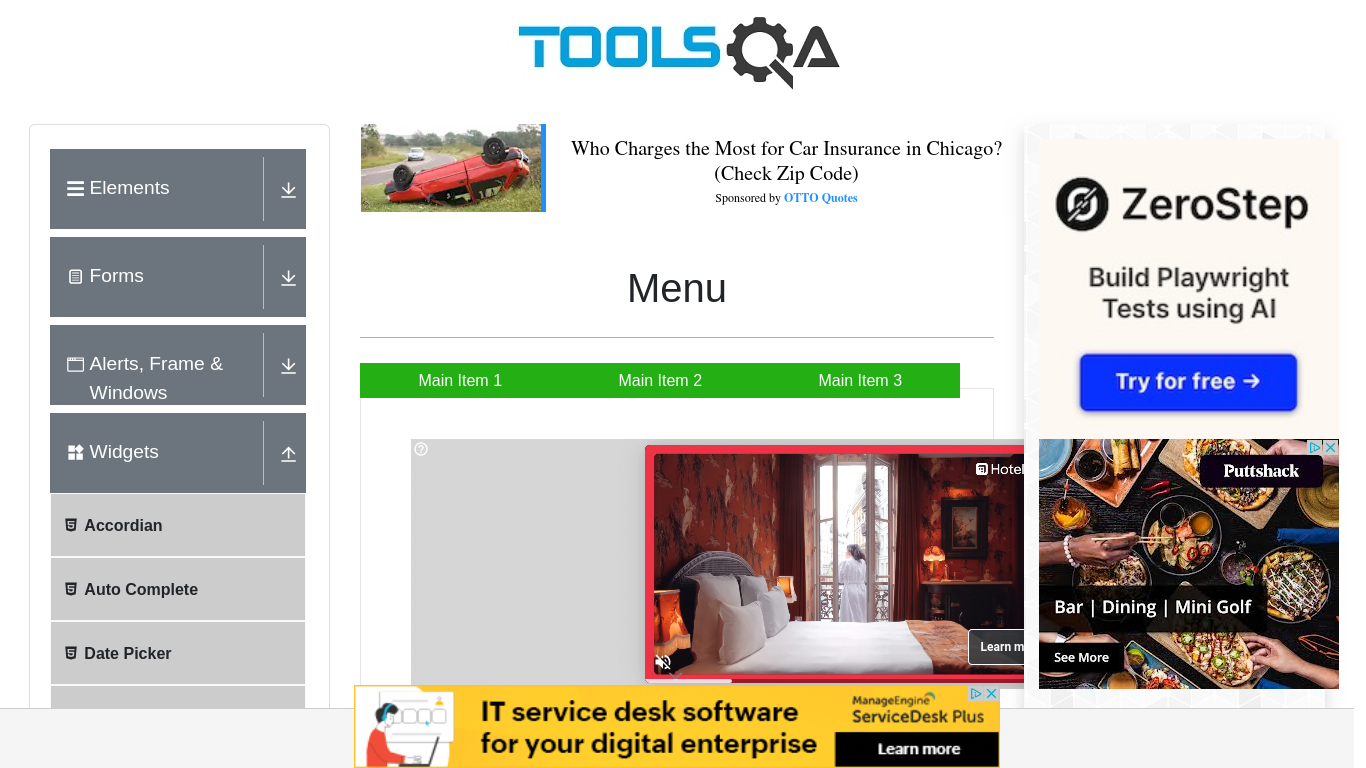 TOOLSQA
Elements
Forms
Alerts, Frame &
Windows
Widgets
Accordian
Auto Complete
Date Picker
Who Charges the Most for Car Insurance in Chicago?
(Check Zip Code)
Sponsored by OTTO Quotes
Menu
Main Item 1
Main Item 2
Main Item 3
Hotel
Learn m
ZeroStep
Build Playwright
Tests using AI
Try for free →
Puttshack
Bar | Dining | Mini Golf
See More
IT service desk software
for your digital enterprise
ManageEngine
ServiceDesk Plus
Learn more